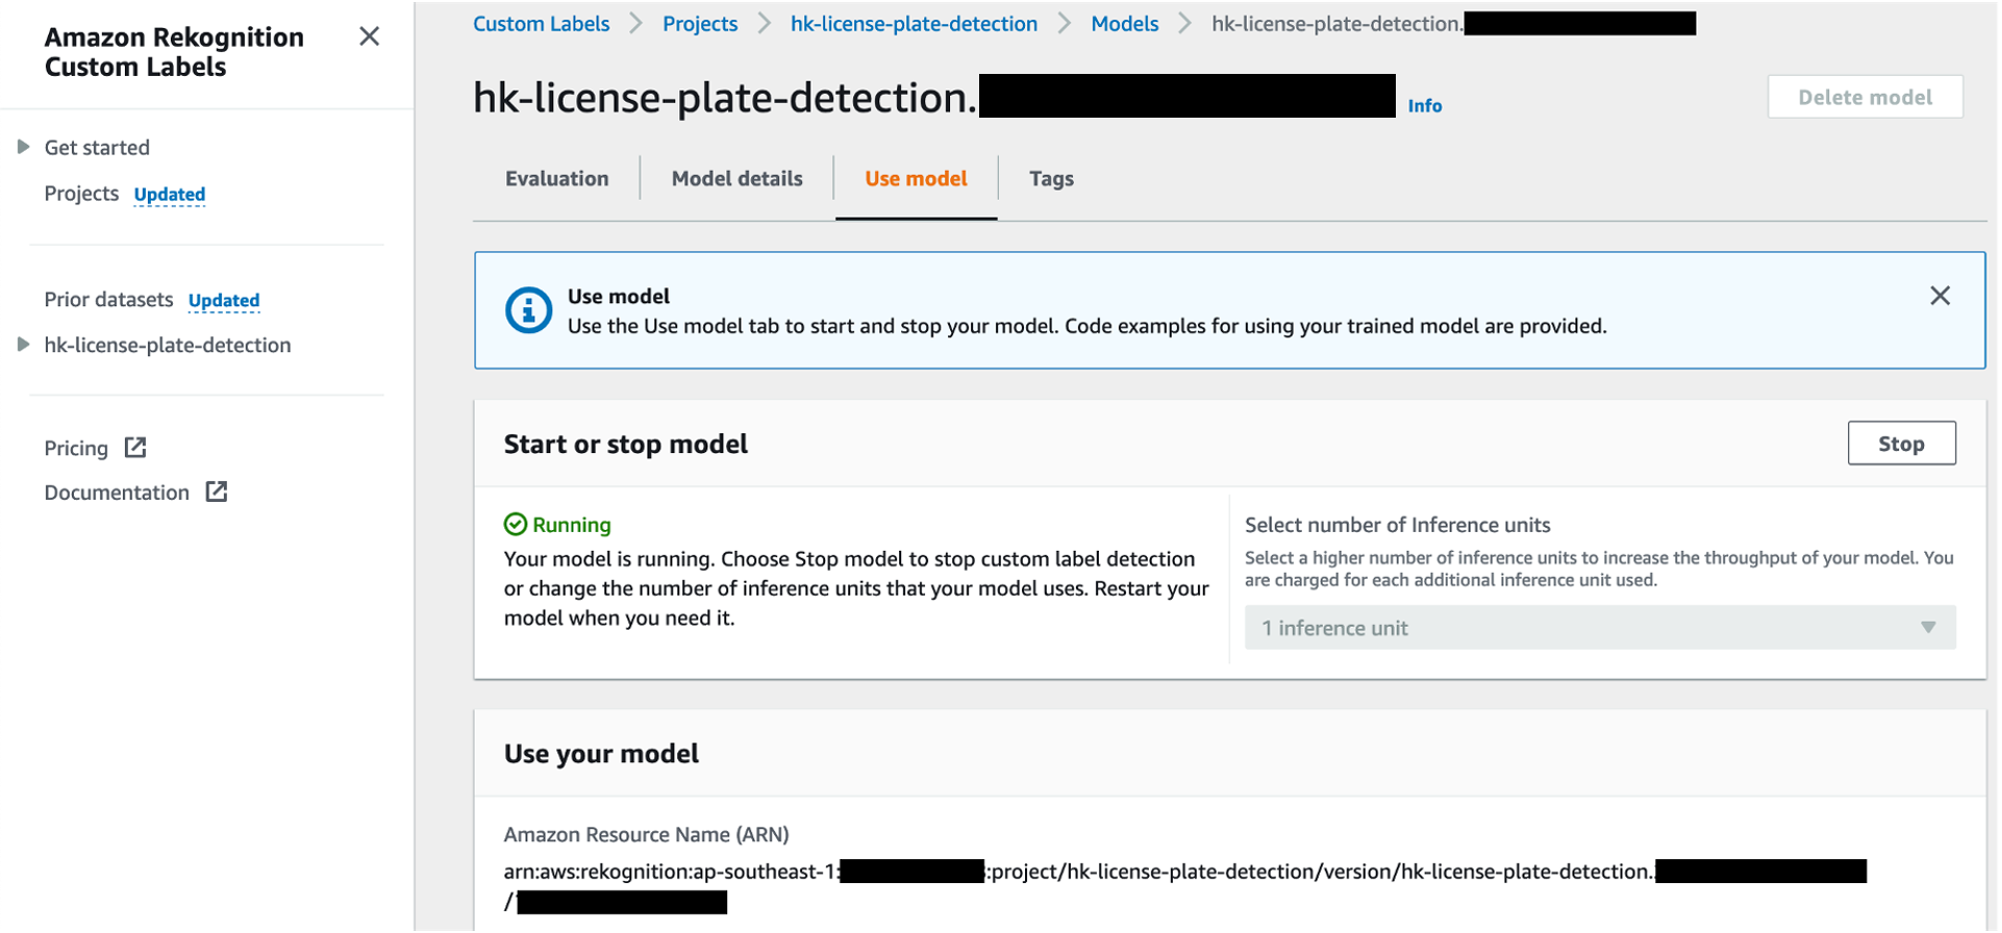 Amazon Rekognition
Custom Labels
Get started
Projects Updated
Prior datasets Updated
hk-license-plate-detection
Pricing
Documentation
Custom Labels Projects hk-license-plate-detection Models hk-license-plate-detection.
hk-license-plate-detection. Info
Delete model
Evaluation Model details Use model Tags
Use model
Use the Use model tab to start and stop your model. Code examples for using your trained model are provided.
Start or stop model
Stop
Running
Your model is running. Choose Stop model to stop custom label detection
or change the number of inference units that your model uses. Restart your
model when you need it.
Select number of Inference units
Select a higher number of inference units to increase the throughput of your model. You
are charged for each additional inference unit used.
1 inference unit
Use your model
Amazon Resource Name (ARN)
arn:aws:rekognition:ap-southeast-1: :project/hk-license-plate-detection/version/hk-license-plate-detection.
/